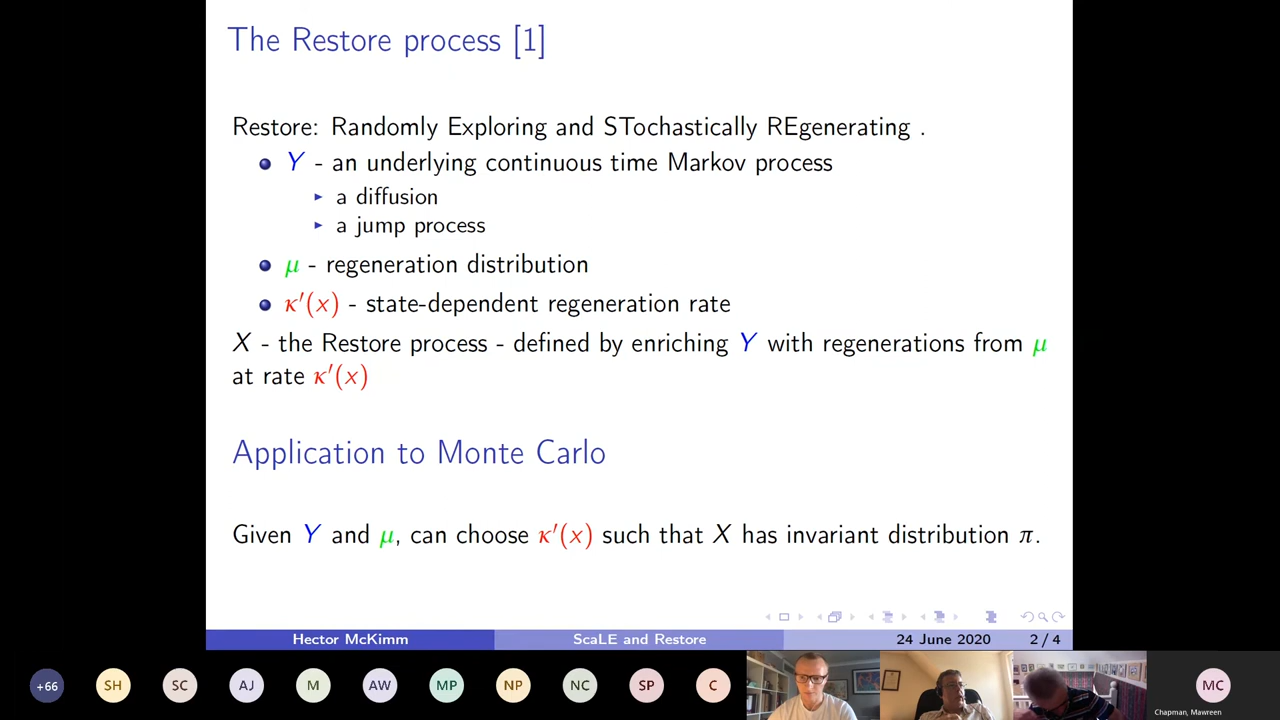 The Restore process [1]
Restore: Randomly Exploring and STochastically REgenerating .
Y - an underlying continuous time Markov process
a diffusion
a jump process
μ - regeneration distribution
κ′(x) - state-dependent regeneration rate
X - the Restore process - defined by enriching Y with regenerations from μ
at rate κ′(x)
Application to Monte Carlo
Given Y and μ, can choose κ′(x) such that X has invariant distribution π.
Hector McKimm ScaLE and Restore 24 June 2020 2 / 4
+66 SH SC AJ M AW MP NP NC SP C MC
Chapman, Mawreen